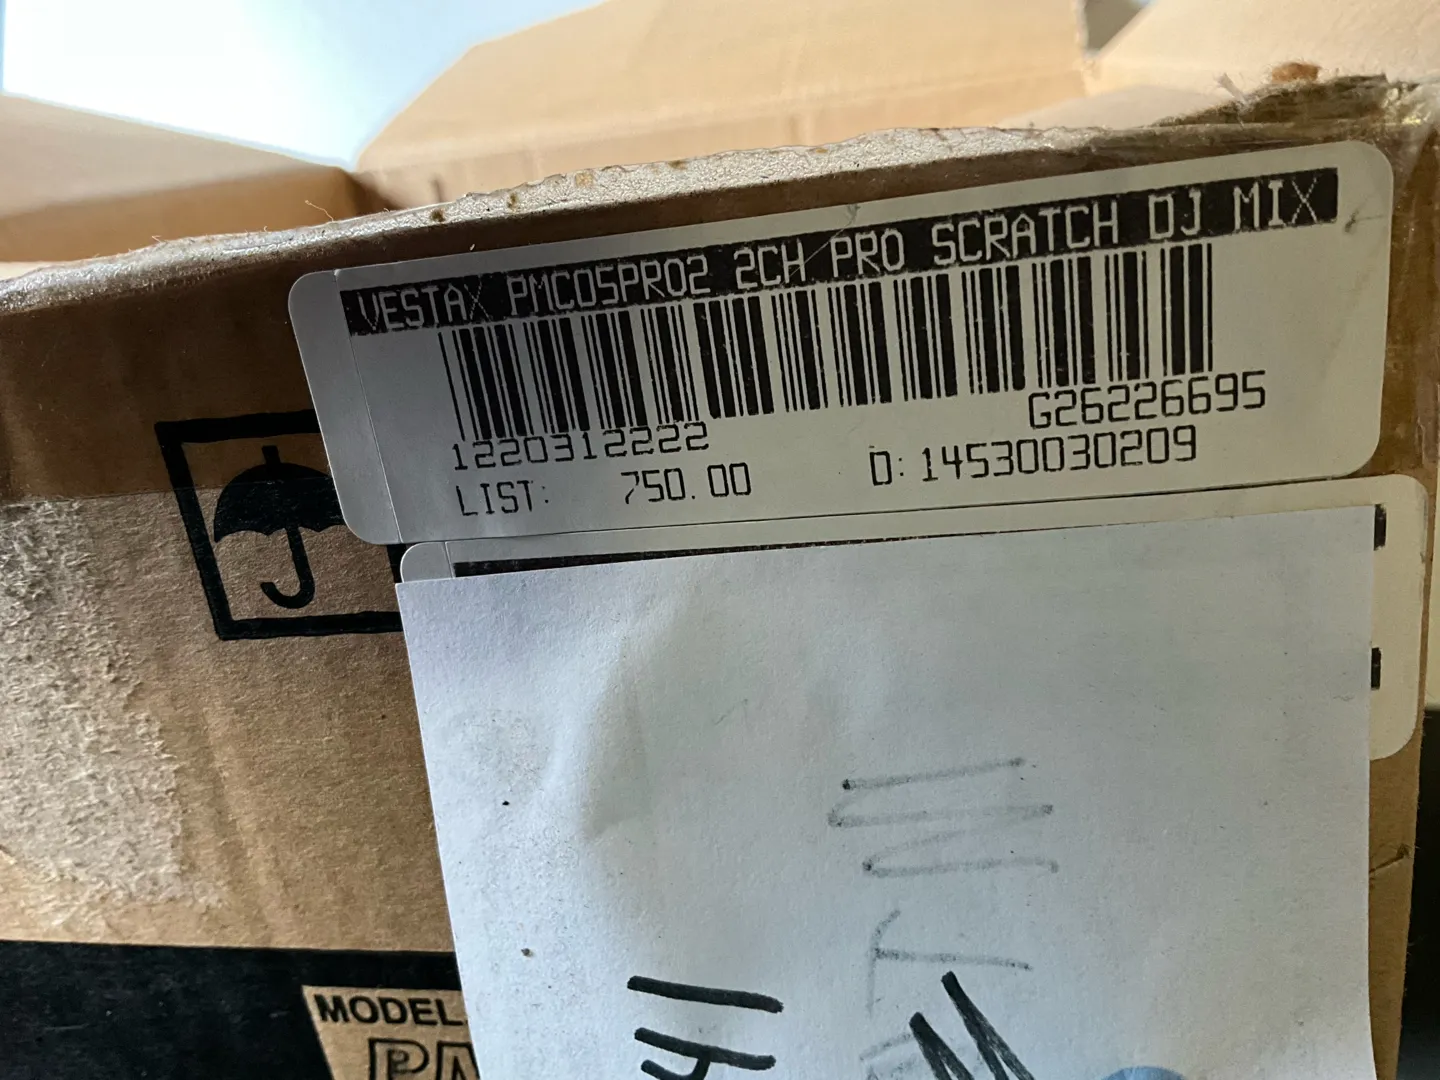 VESTAX PMC05PRO2 2CH PRO SCRATCH DJ MIX
G26226695
1220312222
LIST: 750.00 D: 14530030209
MODEL